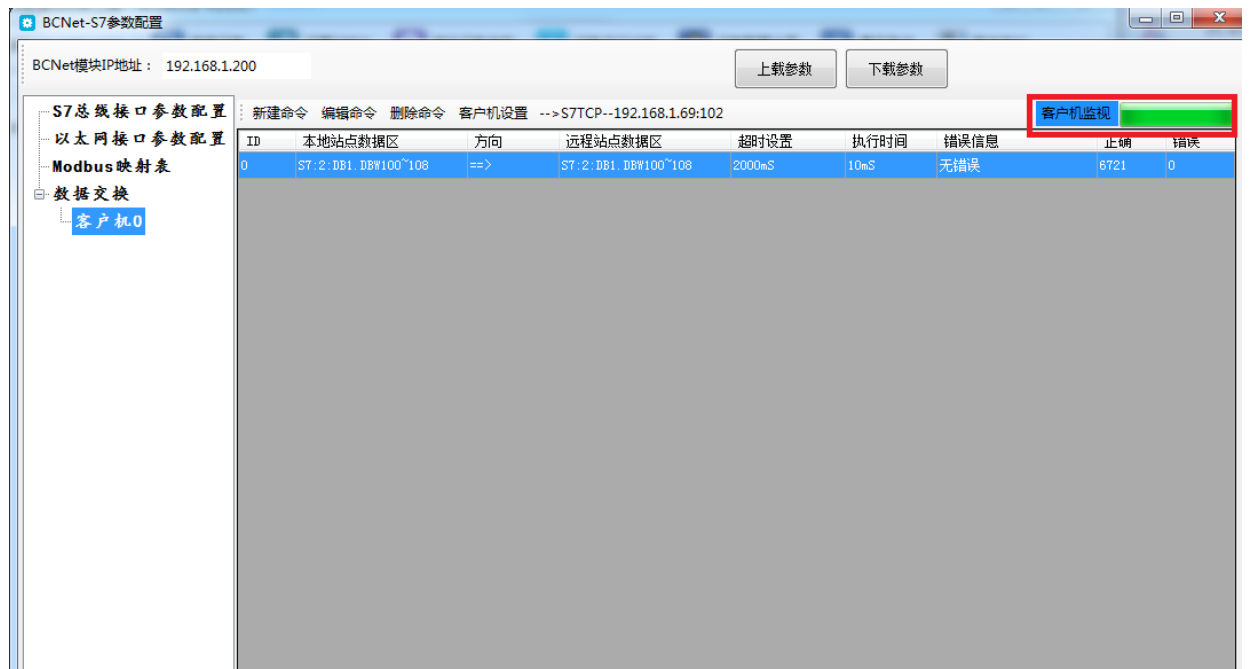 BCNet-S7参数配置
BCNet模块IP地址： 192.168.1.200 上载参数 下载参数
S7总线接口参数配置
以太网接口参数配置
Modbus映射表
数据交换
客户机0
新建命令 编辑命令 删除命令 客户机设置 -->S7TCP--192.168.1.69:102 客户机监视
ID 本地站点数据区 方向 远程站点数据区 超时设置 执行时间 错误信息 正确 错误
0 S7:2:DB1.DBW100~108 ==> S7:2:DB1.DBW100~108 2000mS 10mS 无错误 6721 0